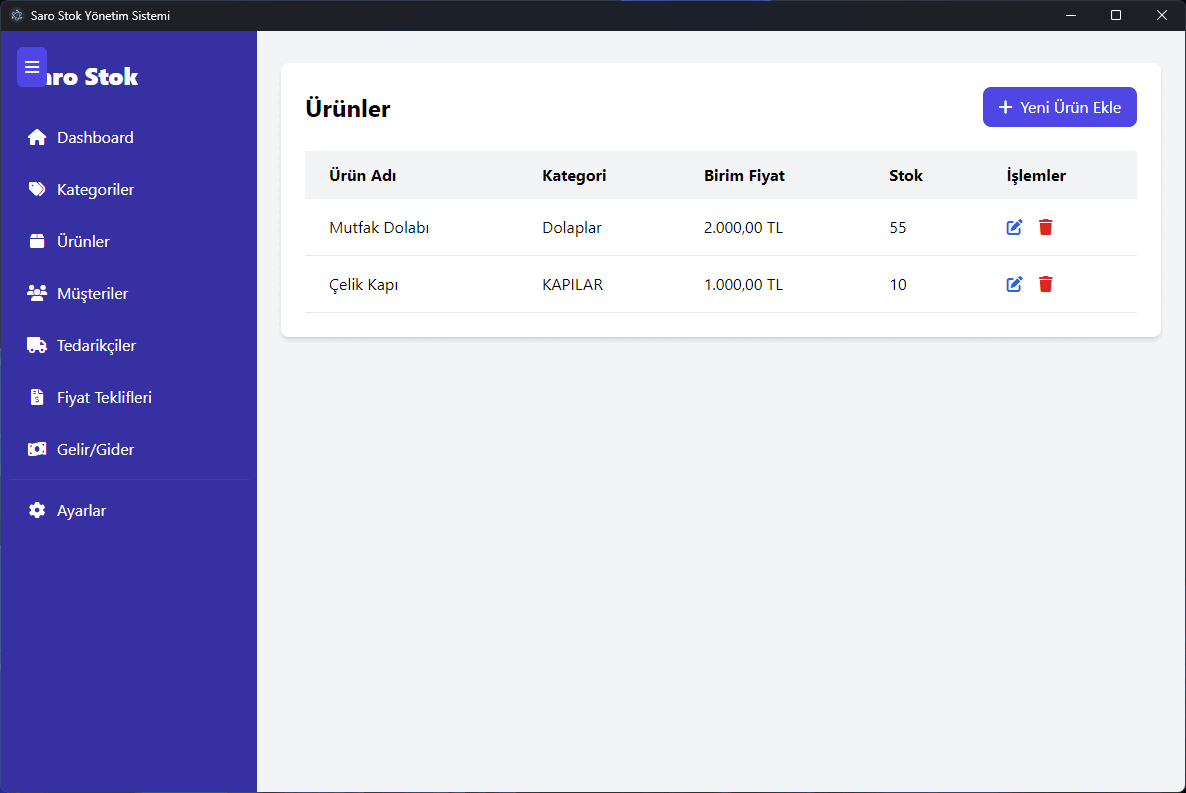 Saro Stok Yönetim Sistemi
aro Stok
Dashboard
Kategoriler
Ürünler
Müşteriler
Tedarikçiler
Fiyat Teklifleri
Gelir/Gider
Ayarlar
Ürünler
Yeni Ürün Ekle
Ürün Adı Kategori Birim Fiyat Stok İşlemler
Mutfak Dolabı Dolaplar 2.000,00 TL 55
Çelik Kapı KAPILAR 1.000,00 TL 10